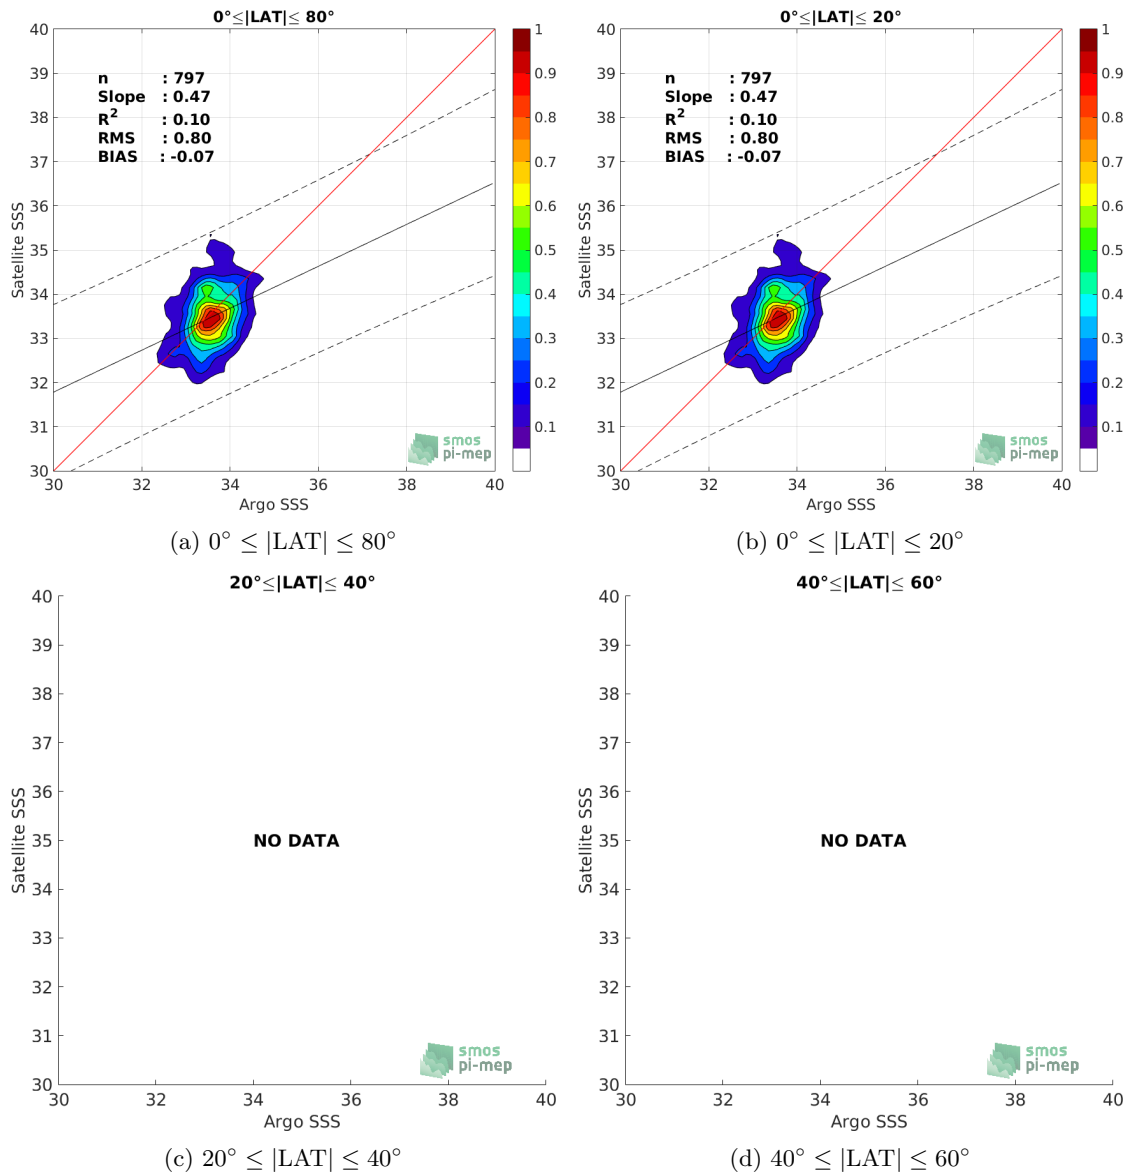 0°≤|LAT|≤ 80°
40
39
38
37
36
35
34
33
32
31
30
Satellite SSS
n : 797
Slope : 0.47
R² : 0.10
RMS : 0.80
BIAS : -0.07
smos
pi-mep
30 32 34 36 38 40
Argo SSS
1
0.9
0.8
0.7
0.6
0.5
0.4
0.3
0.2
0.1
(a) 0° ≤ |LAT| ≤ 80°
0°≤|LAT|≤ 20°
40
39
38
37
36
35
34
33
32
31
30
Satellite SSS
n : 797
Slope : 0.47
R² : 0.10
RMS : 0.80
BIAS : -0.07
smos
pi-mep
30 32 34 36 38 40
Argo SSS
1
0.9
0.8
0.7
0.6
0.5
0.4
0.3
0.2
0.1
(b) 0° ≤ |LAT| ≤ 20°
20°≤|LAT|≤ 40°
40
39
38
37
36
35
34
33
32
31
30
Satellite SSS
NO DATA
smos
pi-mep
30 32 34 36 38 40
Argo SSS
(c) 20° ≤ |LAT| ≤ 40°
40°≤|LAT|≤ 60°
40
39
38
37
36
35
34
33
32
31
30
Satellite SSS
NO DATA
smos
pi-mep
30 32 34 36 38 40
Argo SSS
(d) 40° ≤ |LAT| ≤ 60°